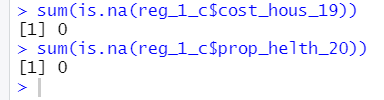 > sum(is.na(reg_1_c$cost_hous_19))
[1] 0
> sum(is.na(reg_1_c$prop_helth_20))
[1] 0
>